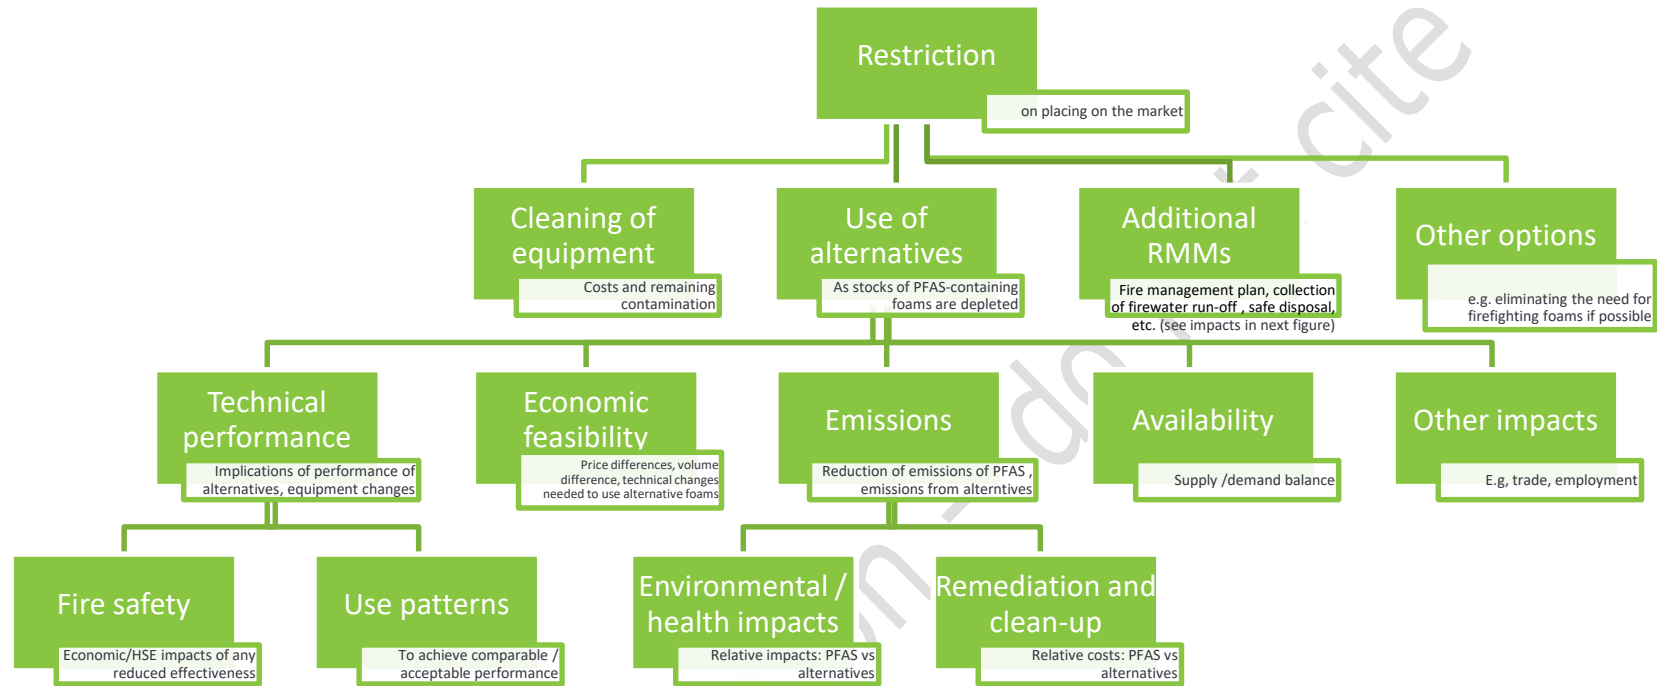 Restriction
on placing on the market
Cleaning of
equipment
Costs and remaining
contamination
Use of
alternatives
As stocks of PFAS-containing
foams are depleted
Additional
RMMs
Fire management plan, collection
of firewater run-off , safe disposal,
etc. (see impacts in next figure)
Other options
e.g. eliminating the need for
firefighting foams if possible
Technical
performance
Implications of performance of
alternatives, equipment changes
Economic
feasibility
Price differences, volume
difference, technical changes
needed to use alternative foams
Emissions
Reduction of emissions of PFAS ,
emissions from alterntives
Availability
Supply /demand balance
Other impacts
E.g, trade, employment
Fire safety
Economic/HSE impacts of any
reduced effectiveness
Use patterns
To achieve comparable /
acceptable performance
Environmental /
health impacts
Relative impacts: PFAS vs
alternatives
Remediation and
clean-up
Relative costs: PFAS vs
alternatives
cite